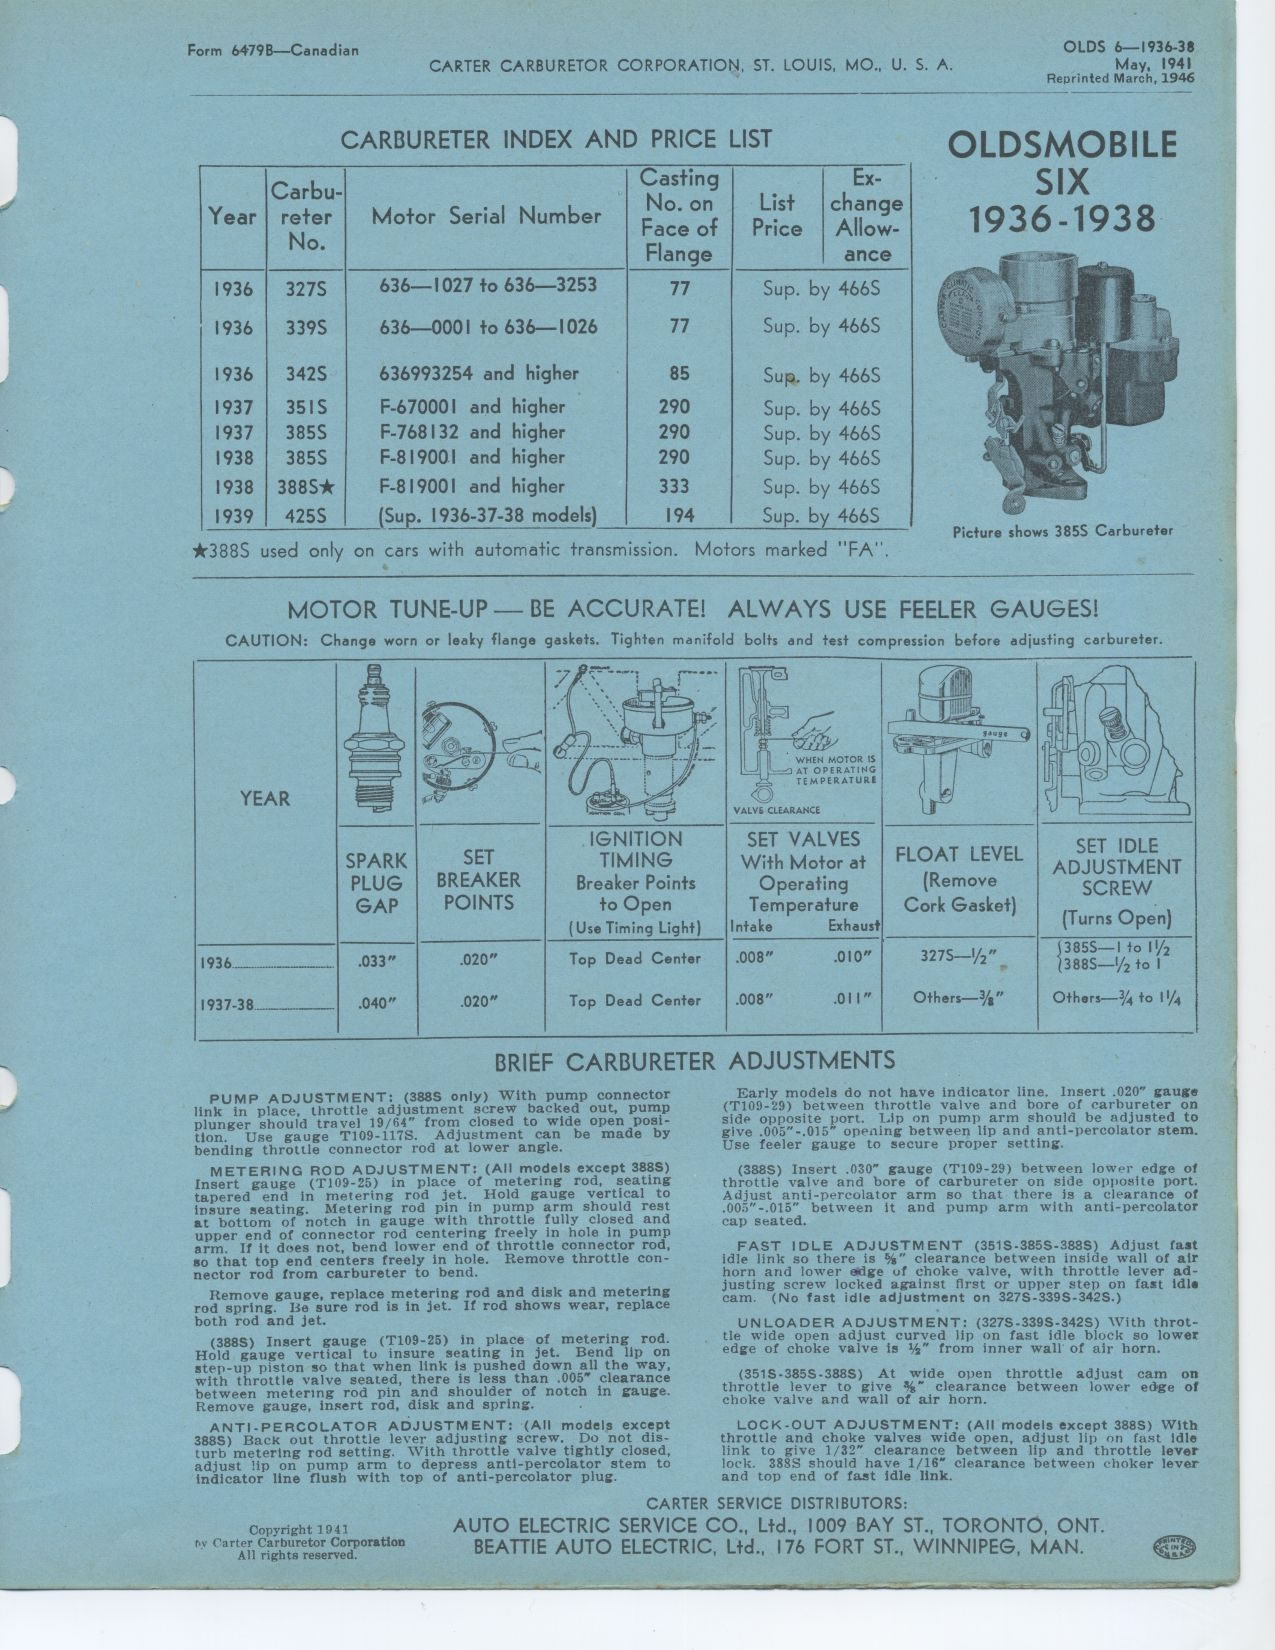 Form 6479B—Canadian
OLDS 6—1936-38
CARTER CARBURETOR CORPORATION, ST. LOUIS, MO., U. S. A.
May, 1941
Reprinted March, 1946
CARBURETER INDEX AND PRICE LIST
OLDSMOBILE
SIX
1936-1938
Year | Carbu-reter No. | Motor Serial Number | Casting No. on Face of Flange | List Price | Ex-change Allow-ance
1936 327S 636—1027 to 636—3253 77 Sup. by 466S
1936 339S 636—0001 to 636—1026 77 Sup. by 466S
1936 342S 636993254 and higher 85 Sup. by 466S
1937 351S F-670001 and higher 290 Sup. by 466S
1937 385S F-768132 and higher 290 Sup. by 466S
1938 385S F-819001 and higher 290 Sup. by 466S
1938 388S★ F-819001 and higher 333 Sup. by 466S
1939 425S (Sup. 1936-37-38 models) 194 Sup. by 466S
Picture shows 385S Carbureter
★388S used only on cars with automatic transmission. Motors marked "FA".
MOTOR TUNE-UP — BE ACCURATE! ALWAYS USE FEELER GAUGES!
CAUTION: Change worn or leaky flange gaskets. Tighten manifold bolts and test compression before adjusting carbureter.
gauge
WHEN MOTOR IS
AT OPERATING
TEMPERATURE
VALVE CLEARANCE
YEAR
SPARK
PLUG
GAP
SET
BREAKER
POINTS
IGNITION
TIMING
Breaker Points
to Open
(Use Timing Light)
SET VALVES
With Motor at
Operating
Temperature
Intake Exhaust
FLOAT LEVEL
(Remove
Cork Gasket)
SET IDLE
ADJUSTMENT
SCREW
(Turns Open)
1936 .033" .020" Top Dead Center .008" .010" 327S—½" {385S—1 to 1½
{388S—½ to 1
1937-38 .040" .020" Top Dead Center .008" .011" Others—⅜" Others—¾ to 1¼
BRIEF CARBURETER ADJUSTMENTS
PUMP ADJUSTMENT: (388S only) With pump connector
link in place, throttle adjustment screw backed out, pump
plunger should travel 19/64" from closed to wide open posi-
tion. Use gauge T109-117S. Adjustment can be made by
bending throttle connector rod at lower angle.
METERING ROD ADJUSTMENT: (All models except 388S)
Insert gauge (T109-25) in place of metering rod, seating
tapered end in metering rod jet. Hold gauge vertical to
insure seating. Metering rod pin in pump arm should rest
at bottom of notch in gauge with throttle fully closed and
upper end of connector rod centering freely in hole in pump
arm. If it does not, bend lower end of throttle connector rod,
so that top end centers freely in hole. Remove throttle con-
nector rod from carbureter to bend.
Remove gauge, replace metering rod and disk and metering
rod spring. Be sure rod is in jet. If rod shows wear, replace
both rod and jet.
(388S) Insert gauge (T109-25) in place of metering rod.
Hold gauge vertical to insure seating in jet. Bend lip on
step-up piston so that when link is pushed down all the way,
with throttle valve seated, there is less than .005" clearance
between metering rod pin and shoulder of notch in gauge.
Remove gauge, insert rod, disk and spring.
ANTI-PERCOLATOR ADJUSTMENT: (All models except
388S) Back out throttle lever adjusting screw. Do not dis-
turb metering rod setting. With throttle valve tightly closed,
adjust lip on pump arm to depress anti-percolator stem to
indicator line flush with top of anti-percolator plug.
Early models do not have indicator line. Insert .020" gauge
(T109-29) between throttle valve and bore of carbureter on
side opposite port. Lip on pump arm should be adjusted to
give .005"-.015" opening between lip and anti-percolator stem.
Use feeler gauge to secure proper setting.
(388S) Insert .030" gauge (T109-29) between lower edge of
throttle valve and bore of carbureter on side opposite port.
Adjust anti-percolator arm so that there is a clearance of
.005"-.015" between it and pump arm with anti-percolator
cap seated.
FAST IDLE ADJUSTMENT (351S-385S-388S) Adjust fast
idle link so there is ⅝" clearance between inside wall of air
horn and lower edge of choke valve, with throttle lever ad-
justing screw locked against first or upper step on fast idle
cam. (No fast idle adjustment on 327S-339S-342S.)
UNLOADER ADJUSTMENT: (327S-339S-342S) With throt-
tle wide open adjust curved lip on fast idle block so lower
edge of choke valve is ½" from inner wall of air horn.
(351S-385S-388S) At wide open throttle adjust cam on
throttle lever to give ⅜" clearance between lower edge of
choke valve and wall of air horn.
LOCK-OUT ADJUSTMENT: (All models except 388S) With
throttle and choke valves wide open, adjust lip on fast idle
link to give 1/32" clearance between lip and throttle lever
lock. 388S should have 1/16" clearance between choker lever
and top end of fast idle link.
CARTER SERVICE DISTRIBUTORS:
AUTO ELECTRIC SERVICE CO., Ltd., 1009 BAY ST., TORONTO, ONT.
BEATTIE AUTO ELECTRIC, Ltd., 176 FORT ST., WINNIPEG, MAN.
Copyright 1941
by Carter Carburetor Corporation
All rights reserved.
PRINTED
IN